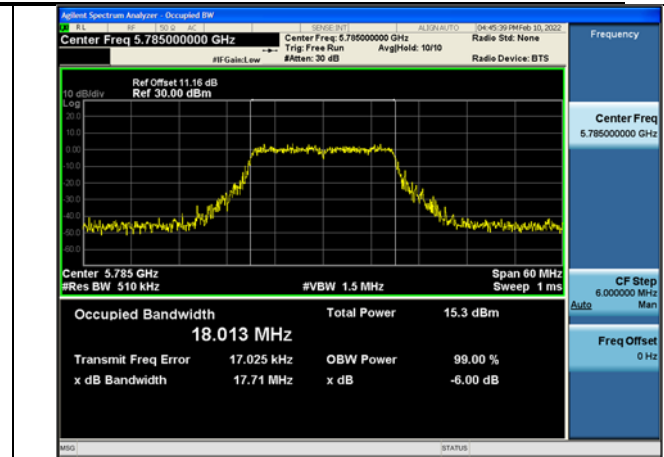 Agilent Spectrum Analyzer - Occupied BW
RL RF 50 Ω AC SENSE:INT ALIGN AUTO 04:45:39 PM Feb 10, 2022
Center Freq 5.785000000 GHz Center Freq: 5.785000000 GHz Radio Std: None Frequency
Trig: Free Run Avg|Hold: 10/10
#IFGain:Low #Atten: 30 dB Radio Device: BTS
Ref Offset 11.16 dB
10 dB/div Ref 30.00 dBm
Log
20.0
10.0
0.00
-10.0
-20.0
-30.0
-40.0
-50.0
-60.0
Center Freq
5.785000000 GHz
Center 5.785 GHz Span 60 MHz
#Res BW 510 kHz #VBW 1.5 MHz Sweep 1 ms
CF Step
6.000000 MHz
Auto Man
Occupied Bandwidth Total Power 15.3 dBm
18.013 MHz
Transmit Freq Error 17.025 kHz OBW Power 99.00 %
x dB Bandwidth 17.71 MHz x dB -6.00 dB
Freq Offset
0 Hz
MSG STATUS